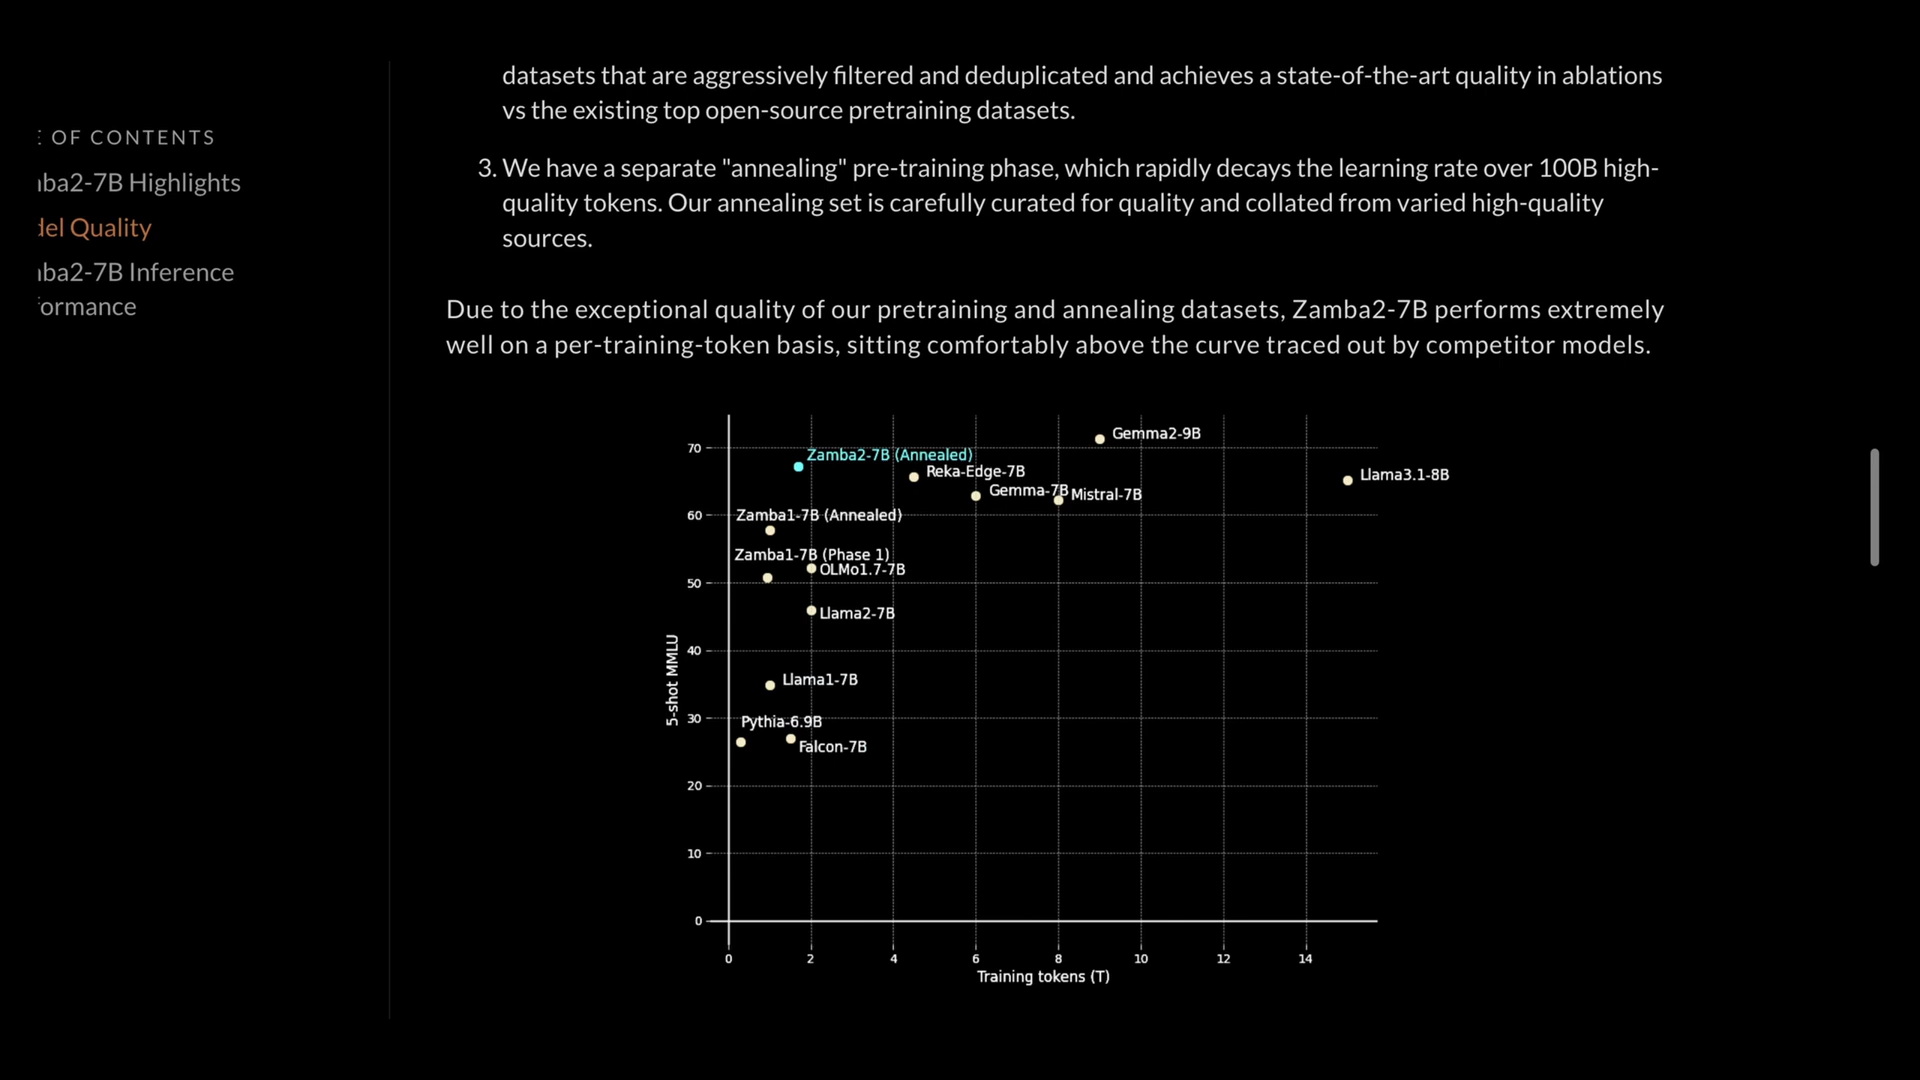 datasets that are aggressively filtered and deduplicated and achieves a state-of-the-art quality in ablations
vs the existing top open-source pretraining datasets.
OF CONTENTS
ba2-7B Highlights
del Quality
ba2-7B Inference
ormance
3. We have a separate "annealing" pre-training phase, which rapidly decays the learning rate over 100B high-
quality tokens. Our annealing set is carefully curated for quality and collated from varied high-quality
sources.
Due to the exceptional quality of our pretraining and annealing datasets, Zamba2-7B performs extremely
well on a per-training-token basis, sitting comfortably above the curve traced out by competitor models.
Gemma2-9B
70
Zamba2-7B (Annealed)
Reka-Edge-7B
Llama3.1-8B
Gemma-7B
Mistral-7B
60
Zamba1-7B (Annealed)
Zamba1-7B (Phase 1)
OLMo1.7-7B
50
Llama2-7B
40
5-shot MMLU
Llama1-7B
30
Pythia-6.9B
Falcon-7B
20
10
0
0 2 4 6 8 10 12 14
Training tokens (T)